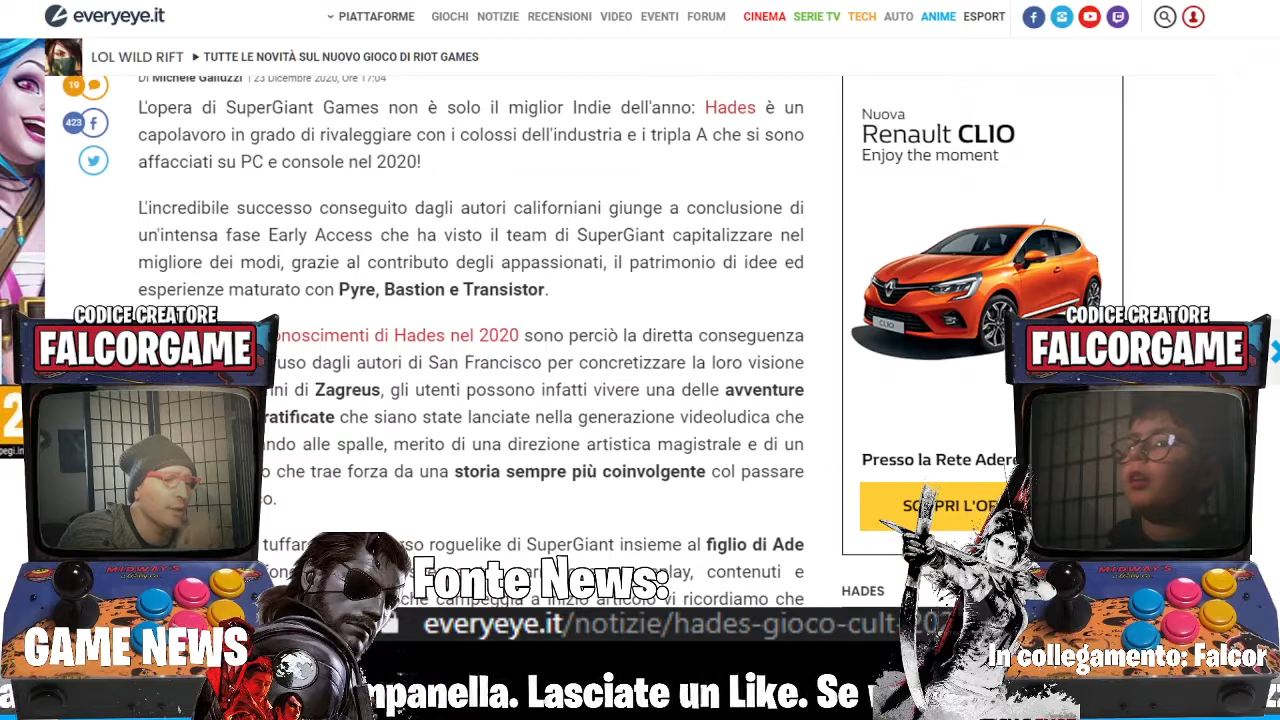 everyeye.it
PIATTAFORME GIOCHI NOTIZIE RECENSIONI VIDEO EVENTI FORUM CINEMA SERIE TV TECH AUTO ANIME ESPORT
LOL WILD RIFT TUTTE LE NOVITÀ SUL NUOVO GIOCO DI RIOT GAMES
Di Michele Galluzzi | 23 Dicembre 2020, Ore 17:04
19
423
L'opera di SuperGiant Games non è solo il miglior Indie dell'anno: Hades è un
capolavoro in grado di rivaleggiare con i colossi dell'industria e i tripla A che si sono
affacciati su PC e console nel 2020!
L'incredibile successo conseguito dagli autori californiani giunge a conclusione di
un'intensa fase Early Access che ha visto il team di SuperGiant capitalizzare nel
migliore dei modi, grazie al contributo degli appassionati, il patrimonio di idee ed
esperienze maturato con Pyre, Bastion e Transistor.
onoscimenti di Hades nel 2020 sono perciò la diretta conseguenza
uso dagli autori di San Francisco per concretizzare la loro visione
ni di Zagreus, gli utenti possono infatti vivere una delle avventure
ratificate che siano state lanciate nella generazione videoludica che
ndo alle spalle, merito di una direzione artistica magistrale e di un
o che trae forza da una storia sempre più coinvolgente col passare
co.
tuffar rso roguelike di SuperGiant insieme al figlio di Ade
play, contenuti e
che campeggia a inizio articolo vi ricordiamo che
Nuova
Renault CLIO
Enjoy the moment
CLIO
Presso la Rete Adere
SCOPRI L'OF
HADES
CODICE CREATORE
FALCORGAME
MIDWAY'S
GAME NEWS
Fonte News:
everyeye.it/notizie/hades-gioco-cult-202
CODICE CREATORE
FALCORGAME
MIDWAY'S
In collegamento: Falcor
mpanella. Lasciate un Like. Se v